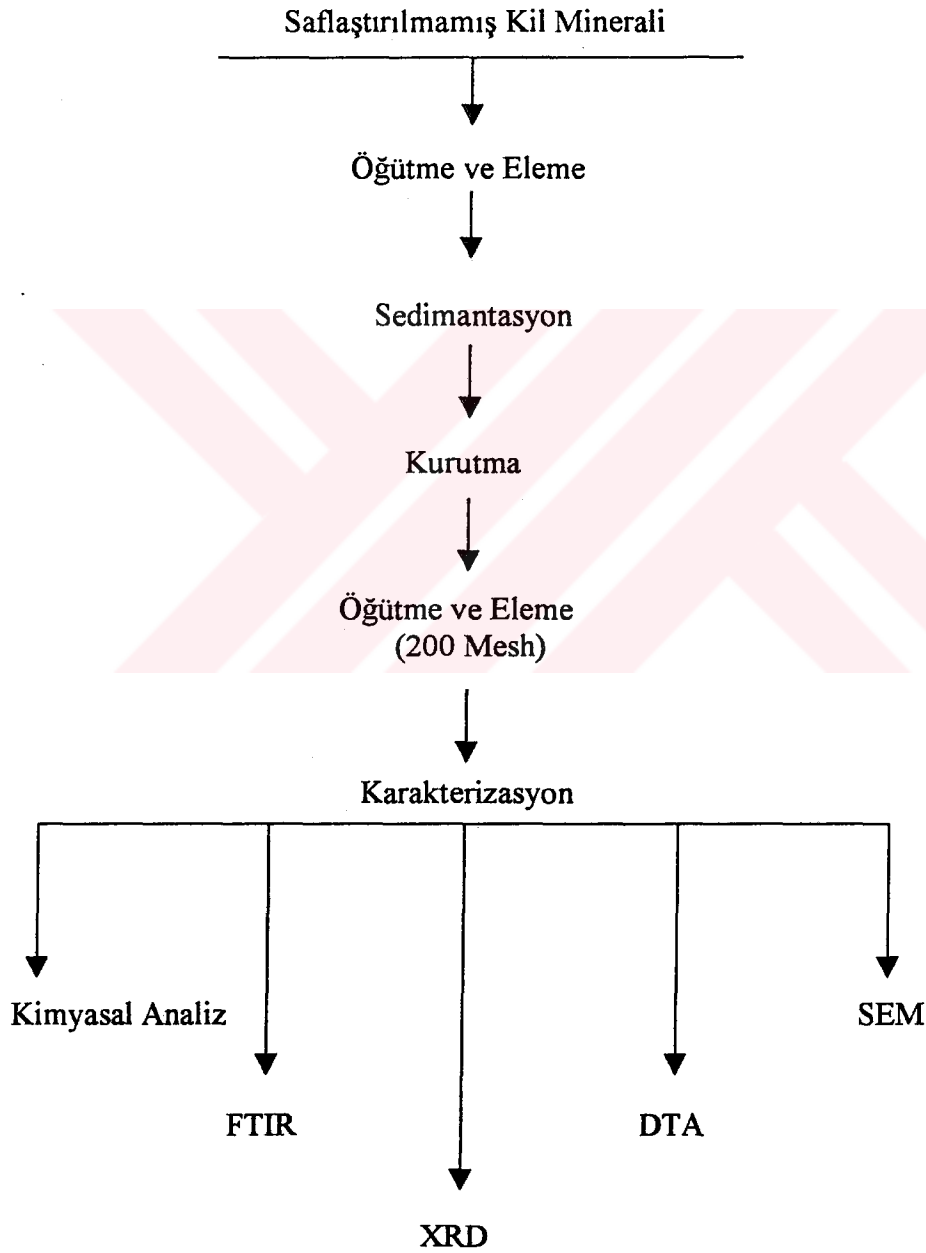 Saflaştırılmamış Kil Minerali
Öğütme ve Eleme
Sedimantasyon
Kurutma
Öğütme ve Eleme
(200 Mesh)
Karakterizasyon
Kimyasal Analiz
SEM
FTIR
DTA
XRD